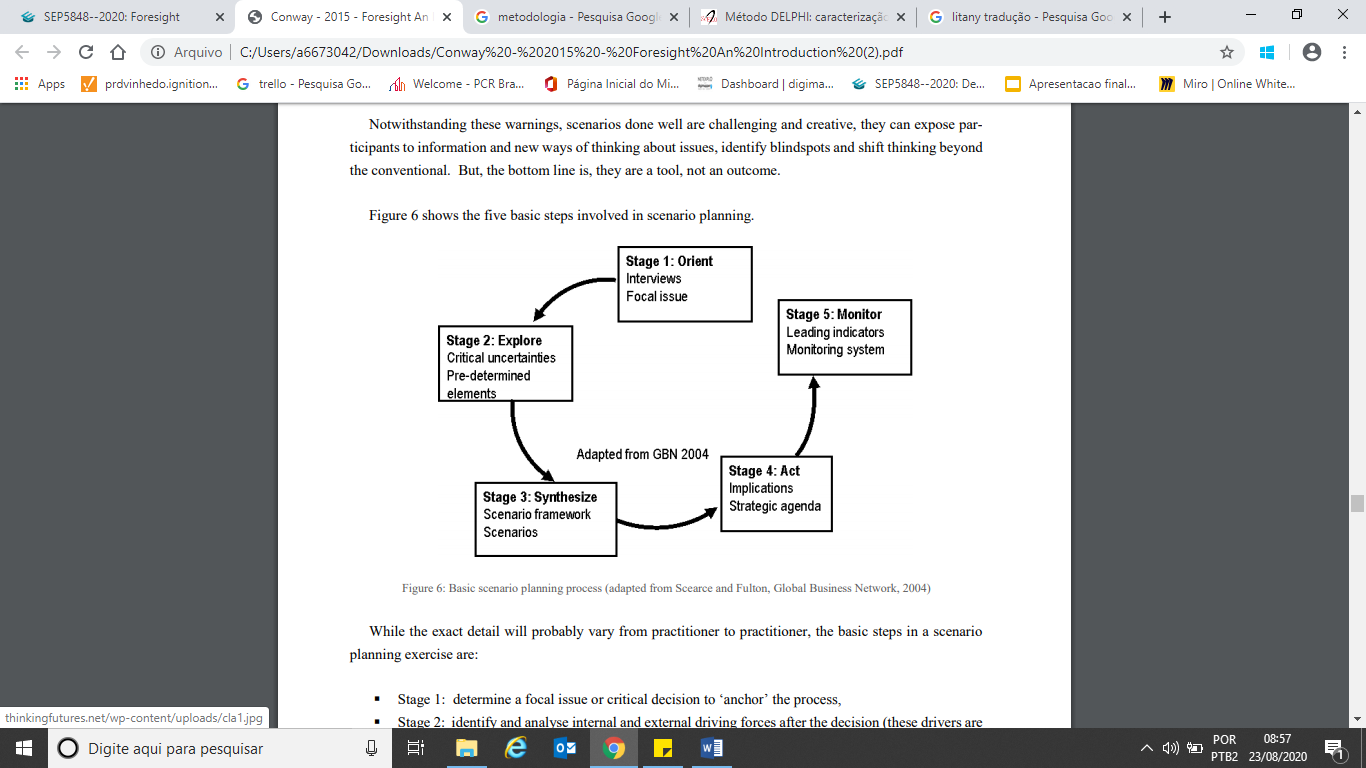 SEP5848--2020: Foresight
Conway - 2015 - Foresight An
metodologia - Pesquisa Googl
Método DELPHI: caracterização
litany tradução - Pesquisa Goo
Arquivo
C:/Users/a6673042/Downloads/Conway%20-%202015%20-%20Foresight%20An%20Introduction%20(2).pdf
Apps
prdvinhedo.ignition...
trello - Pesquisa Go...
Welcome - PCR Bra...
Página Inicial do Mi...
Dashboard | digima...
SEP5848--2020: De...
Apresentacao final...
Miro | Online White...
Notwithstanding these warnings, scenarios done well are challenging and creative, they can expose par-
ticipants to information and new ways of thinking about issues, identify blindspots and shift thinking beyond
the conventional. But, the bottom line is, they are a tool, not an outcome.
Figure 6 shows the five basic steps involved in scenario planning.
Stage 1: Orient
Interviews
Focal issue
Stage 2: Explore
Critical uncertainties
Pre-determined
elements
Stage 3: Synthesize
Scenario framework
Scenarios
Stage 4: Act
Implications
Strategic agenda
Stage 5: Monitor
Leading indicators
Monitoring system
Adapted from GBN 2004
Figure 6: Basic scenario planning process (adapted from Scearce and Fulton, Global Business Network, 2004)
While the exact detail will probably vary from practitioner to practitioner, the basic steps in a scenario
planning exercise are:
▪ Stage 1: determine a focal issue or critical decision to ‘anchor’ the process,
▪ Stage 2: identify and analyse internal and external driving forces after the decision (these drivers are
thinkingfutures.net/wp-content/uploads/cla1.jpg
Digite aqui para pesquisar
POR
PTB2
08:57
23/08/2020
1